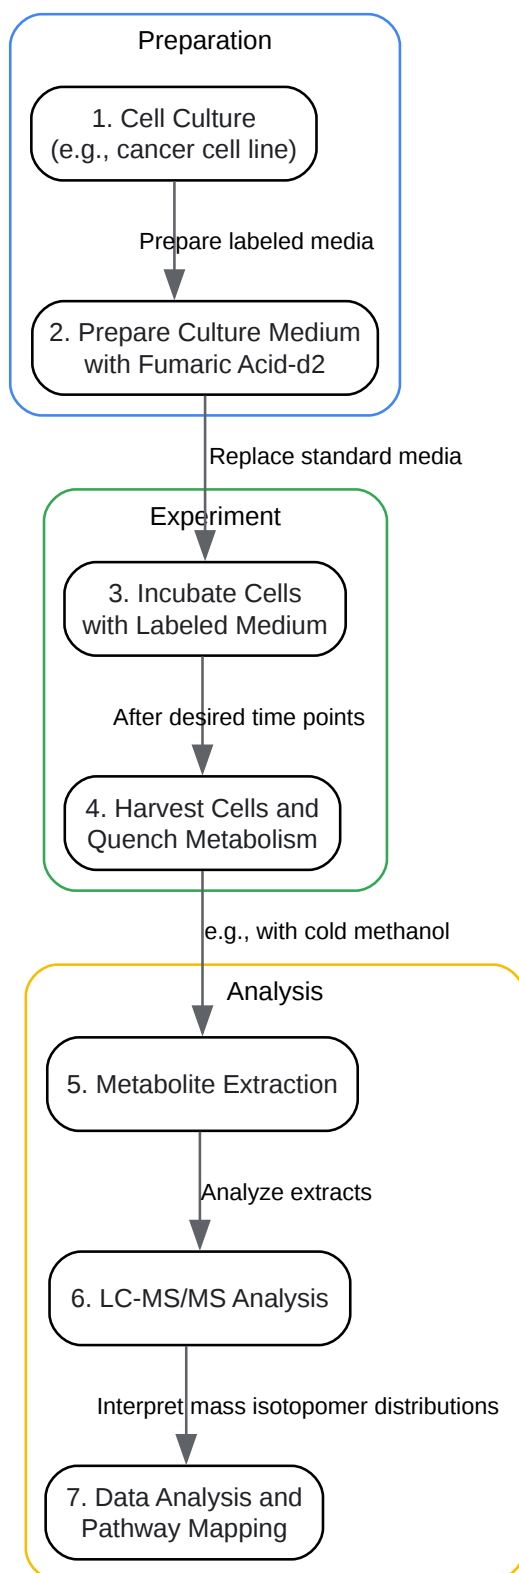 Preparation
1. Cell Culture
(e.g., cancer cell line)
Prepare labeled media
2. Prepare Culture Medium
with Fumaric Acid-d2
Replace standard media
Experiment
3. Incubate Cells
with Labeled Medium
After desired time points
4. Harvest Cells and
Quench Metabolism
e.g., with cold methanol
Analysis
5. Metabolite Extraction
Analyze extracts
6. LC-MS/MS Analysis
Interpret mass isotopomer distributions
7. Data Analysis and
Pathway Mapping